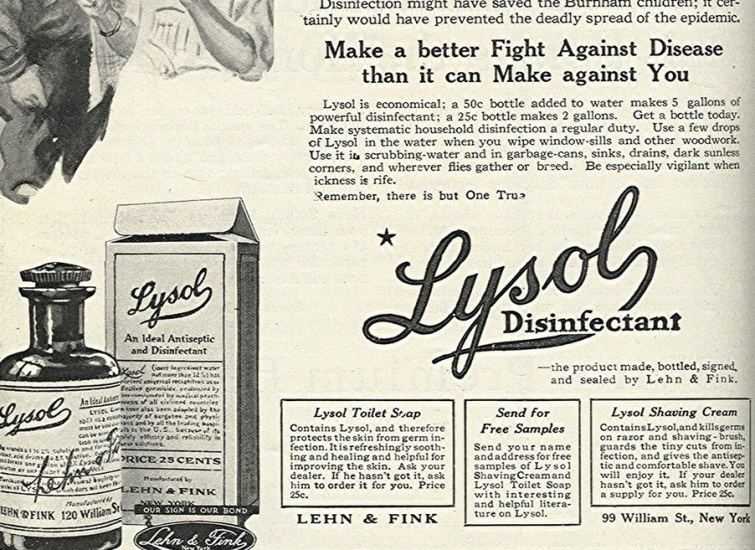 Disinfection might have saved the Burnham children; it cer-
tainly would have prevented the deadly spread of the epidemic.
Make a better Fight Against Disease
than it can Make against You
Lysol is economical; a 50c bottle added to water makes 5 gallons of
powerful disinfectant; a 25c bottle makes 2 gallons. Get a bottle today.
Make systematic household disinfection a regular duty. Use a few drops
of Lysol in the water when you wipe window-sills and other woodwork.
Use it in scrubbing-water and in garbage-cans, sinks, drains, dark sunless
corners, and wherever flies gather or breed. Be especially vigilant when
ickness is rife.
Remember, there is but One True
Lysol
Disinfectant
—the product made, bottled, signed,
and sealed by Lehn & Fink.
Lysol
An Ideal Antiseptic
and Disinfectant
PRICE 25 CENTS
Manufactured by
LEHN & FINK
NEW YORK
OUR SIGN IS OUR BOND
Lehn & Fink
New York
Lysol
Manufactured by
LEHN & FINK 120 William St
Lysol Toilet Soap
Contains Lysol, and therefore
protects the skin from germ in-
fection. It is refreshingly sooth-
ing and healing and helpful for
improving the skin. Ask your
dealer. If he hasn't got it, ask
him to order it for you. Price
25c.
Send for
Free Samples
Send your name
and address for free
samples of Lysol
Shaving Cream and
Lysol Toilet Soap
with interesting
and helpful litera-
ture on Lysol.
Lysol Shaving Cream
Contains Lysol, and kills germs
on razor and shaving-brush,
guards the tiny cuts from in-
fection, and gives the antisep-
tic and comfortable shave. You
will enjoy it. If your dealer
hasn't got it, ask him to order
a supply for you. Price 25c.
LEHN & FINK
99 William St., New York